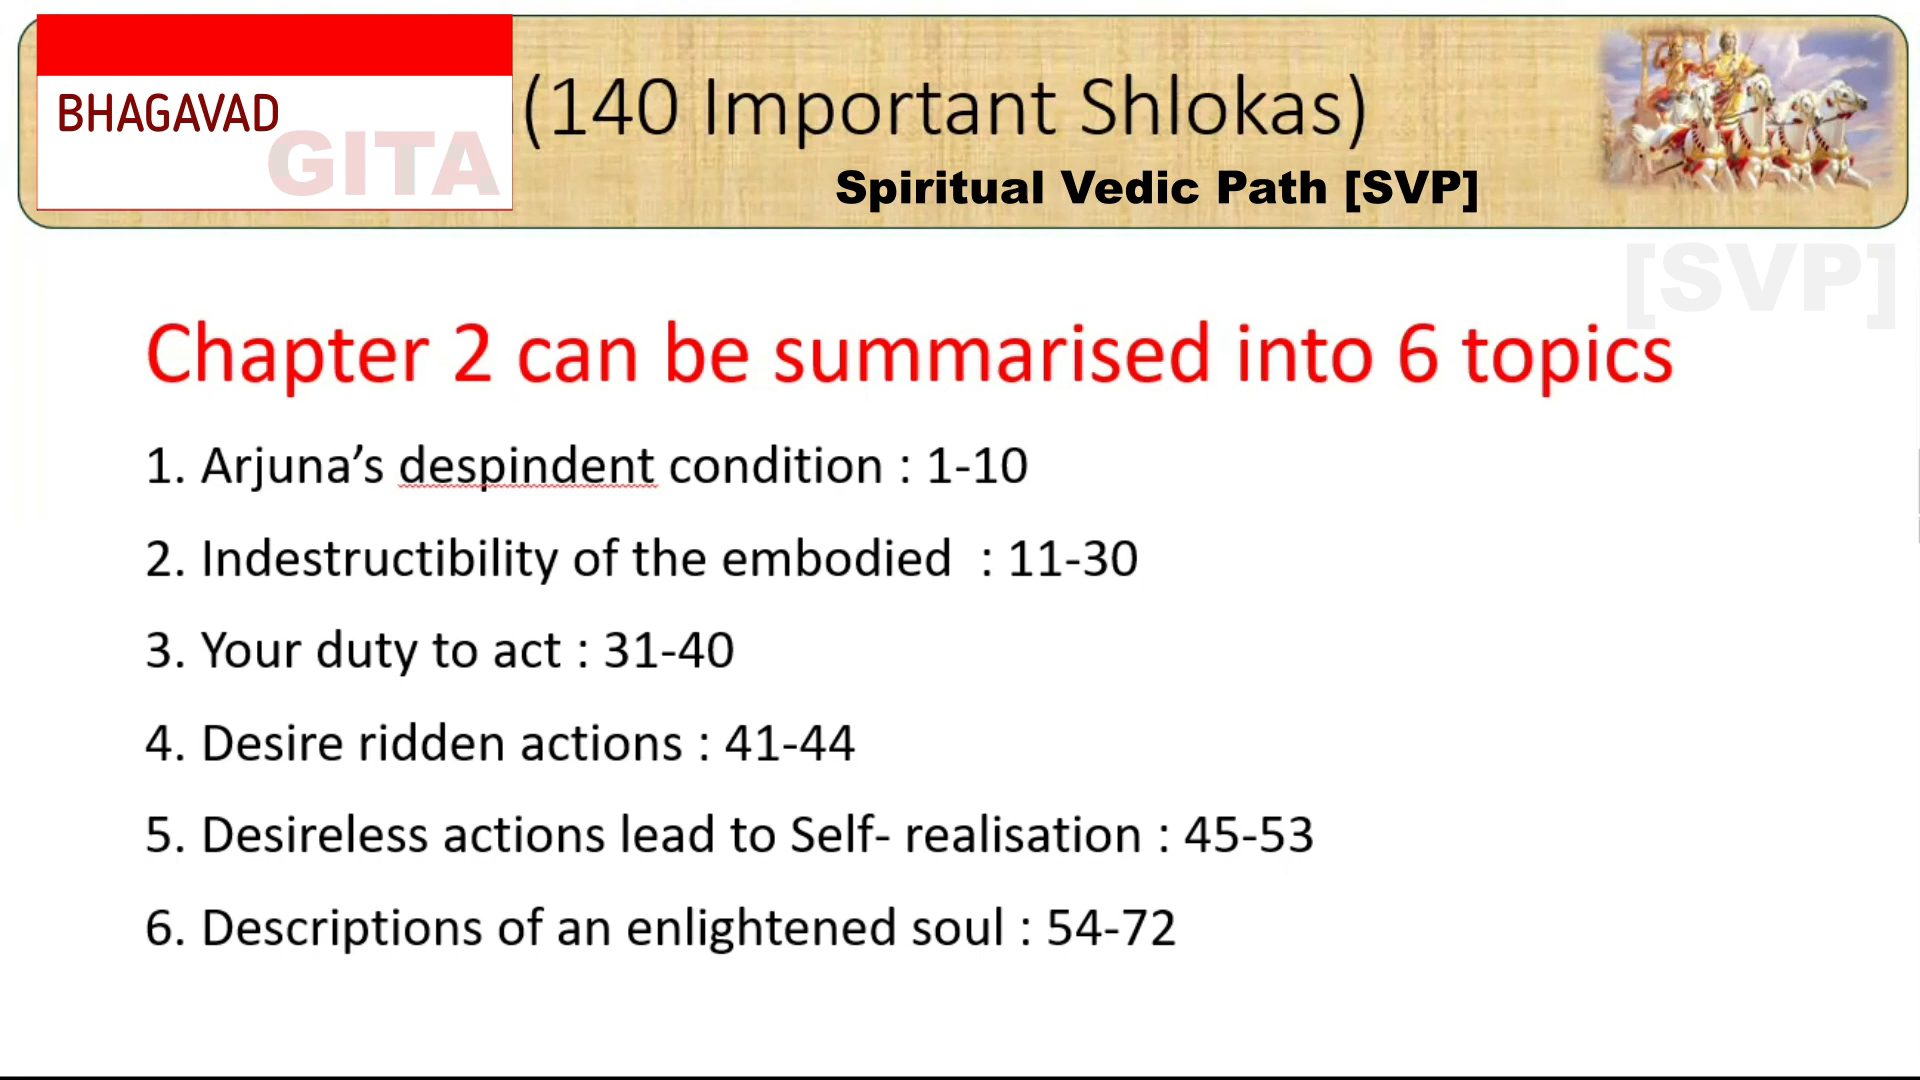 BHAGAVAD
GITA
(140 Important Shlokas)
Spiritual Vedic Path [SVP]
[SVP]
Chapter 2 can be summarised into 6 topics
1. Arjuna’s despindent condition : 1-10
2. Indestructibility of the embodied  : 11-30
3. Your duty to act : 31-40
4. Desire ridden actions : 41-44
5. Desireless actions lead to Self- realisation : 45-53
6. Descriptions of an enlightened soul : 54-72